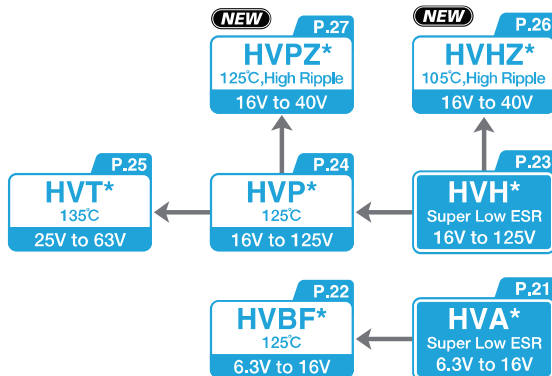 NEW
P.27
HVPZ*
125℃,High Ripple
16V to 40V
NEW
P.26
HVHZ*
105℃,High Ripple
16V to 40V
P.25
HVT*
135℃
25V to 63V
P.24
HVP*
125℃
16V to 125V
P.23
HVH*
Super Low ESR
16V to 125V
P.22
HVBF*
125℃
6.3V to 16V
P.21
HVA*
Super Low ESR
6.3V to 16V